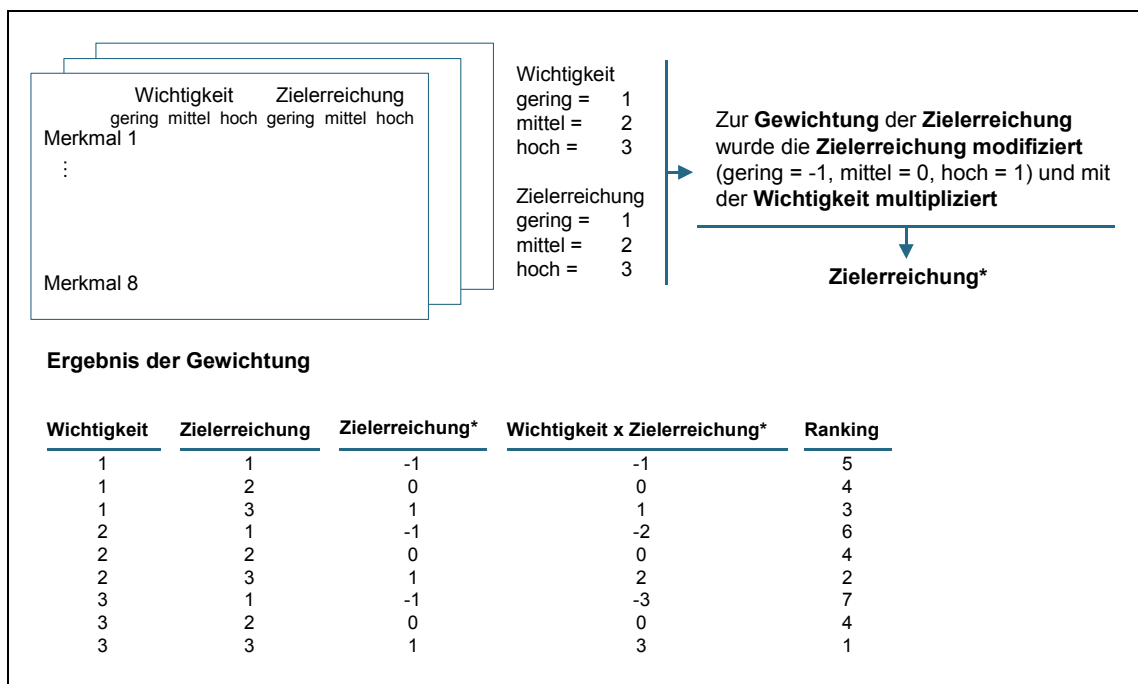 Wichtigkeit Zielerreichung
gering mittel hoch gering mittel hoch
Merkmal 1
⋮
Merkmal 8
Wichtigkeit
gering = 1
mittel = 2
hoch = 3
Zielerreichung
gering = 1
mittel = 2
hoch = 3
Zur Gewichtung der Zielerreichung
wurde die Zielerreichung modifiziert
(gering = -1, mittel = 0, hoch = 1) und mit
der Wichtigkeit multipliziert
Zielerreichung*
Ergebnis der Gewichtung
Wichtigkeit Zielerreichung Zielerreichung* Wichtigkeit x Zielerreichung* Ranking
1 1 -1 -1 5
1 2 0 0 4
1 3 1 1 3
2 1 -1 -2 6
2 2 0 0 4
2 3 1 2 2
3 1 -1 -3 7
3 2 0 0 4
3 3 1 3 1